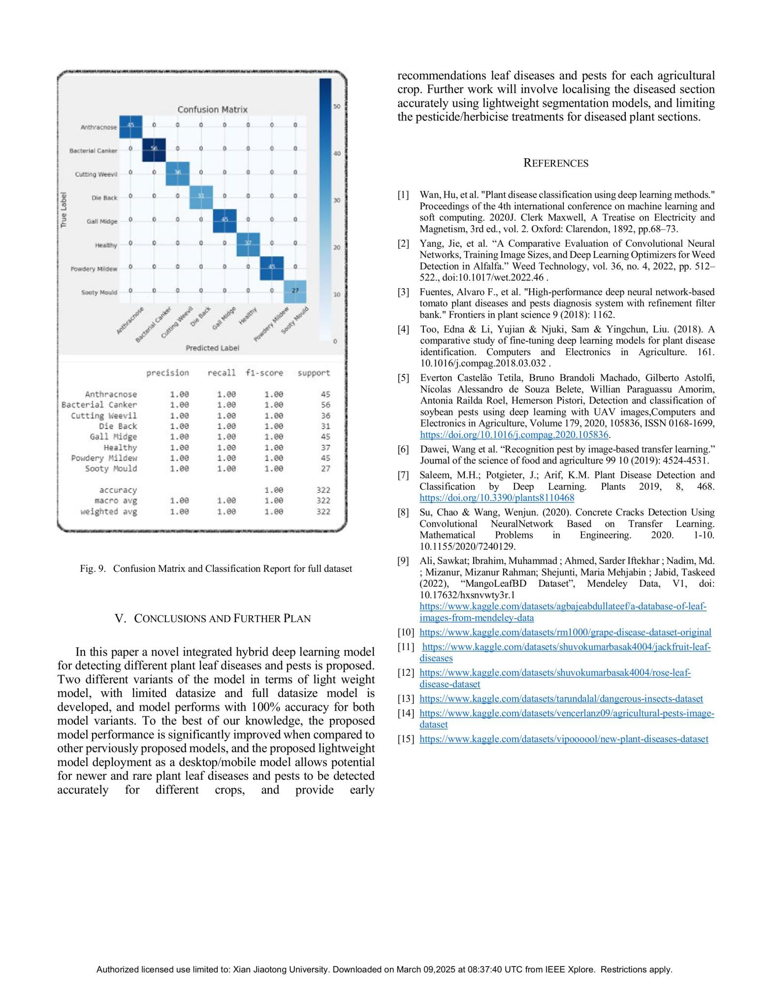 Confusion Matrix
True Label
Anthracnose 45 0 0 0 0 0 0 0
Bacterial Canker 0 56 0 0 0 0 0 0
Cutting Weevil 0 0 36 0 0 0 0 0
Die Back 0 0 0 31 0 0 0 0
Gall Midge 0 0 0 0 45 0 0 0
Healthy 0 0 0 0 0 37 0 0
Powdery Mildew 0 0 0 0 0 0 45 0
Sooty Mould 0 0 0 0 0 0 0 27
Anthracnose Bacterial Canker Cutting Weevil Die Back Gall Midge Healthy Powdery Mildew Sooty Mould
Predicted Label
50
40
30
20
10
0
precision recall f1-score support
Anthracnose 1.00 1.00 1.00 45
Bacterial Canker 1.00 1.00 1.00 56
Cutting Weevil 1.00 1.00 1.00 36
Die Back 1.00 1.00 1.00 31
Gall Midge 1.00 1.00 1.00 45
Healthy 1.00 1.00 1.00 37
Powdery Mildew 1.00 1.00 1.00 45
Sooty Mould 1.00 1.00 1.00 27
accuracy 1.00 322
macro avg 1.00 1.00 1.00 322
weighted avg 1.00 1.00 1.00 322
Fig. 9. Confusion Matrix and Classification Report for full dataset
V. CONCLUSIONS AND FURTHER PLAN
In this paper a novel integrated hybrid deep learning model
for detecting different plant leaf diseases and pests is proposed.
Two different variants of the model in terms of light weight
model, with limited datasize and full datasize model is
developed, and model performs with 100% accuracy for both
model variants. To the best of our knowledge, the proposed
model performance is significantly improved when compared to
other perviously proposed models, and the proposed lightweight
model deployment as a desktop/mobile model allows potential
for newer and rare plant leaf diseases and pests to be detected
accurately for different crops, and provide early
recommendations leaf diseases and pests for each agricultural
crop. Further work will involve localising the diseased section
accurately using lightweight segmentation models, and limiting
the pesticide/herbicise treatments for diseased plant sections.
REFERENCES
[1] Wan, Hu, et al. "Plant disease classification using deep learning methods."
Proceedings of the 4th international conference on machine learning and
soft computing. 2020J. Clerk Maxwell, A Treatise on Electricity and
Magnetism, 3rd ed., vol. 2. Oxford: Clarendon, 1892, pp.68–73.
[2] Yang, Jie, et al. “A Comparative Evaluation of Convolutional Neural
Networks, Training Image Sizes, and Deep Learning Optimizers for Weed
Detection in Alfalfa.” Weed Technology, vol. 36, no. 4, 2022, pp. 512–
522., doi:10.1017/wet.2022.46 .
[3] Fuentes, Alvaro F., et al. "High-performance deep neural network-based
tomato plant diseases and pests diagnosis system with refinement filter
bank." Frontiers in plant science 9 (2018): 1162.
[4] Too, Edna & Li, Yujian & Njuki, Sam & Yingchun, Liu. (2018). A
comparative study of fine-tuning deep learning models for plant disease
identification. Computers and Electronics in Agriculture. 161.
10.1016/j.compag.2018.03.032 .
[5] Everton Castelão Tetila, Bruno Brandoli Machado, Gilberto Astolfi,
Nícolas Alessandro de Souza Belete, Willian Paraguassu Amorim,
Antonia Railda Roel, Hemerson Pistori, Detection and classification of
soybean pests using deep learning with UAV images,Computers and
Electronics in Agriculture, Volume 179, 2020, 105836, ISSN 0168-1699,
https://doi.org/10.1016/j.compag.2020.105836.
[6] Dawei, Wang et al. “Recognition pest by image-based transfer learning.”
Journal of the science of food and agriculture 99 10 (2019): 4524-4531.
[7] Saleem, M.H.; Potgieter, J.; Arif, K.M. Plant Disease Detection and
Classification by Deep Learning. Plants 2019, 8, 468.
https://doi.org/10.3390/plants8110468
[8] Su, Chao & Wang, Wenjun. (2020). Concrete Cracks Detection Using
Convolutional NeuralNetwork Based on Transfer Learning.
Mathematical Problems in Engineering. 2020. 1-10.
10.1155/2020/7240129.
[9] Ali, Sawkat; Ibrahim, Muhammad ; Ahmed, Sarder Iftekhar ; Nadim, Md.
; Mizanur, Mizanur Rahman; Shejunti, Maria Mehjabin ; Jabid, Taskeed
(2022), “MangoLeafBD Dataset”, Mendeley Data, V1, doi:
10.17632/hxsnvwty3r.1
https://www.kaggle.com/datasets/agbajeabdullateef/a-database-of-leaf-
images-from-mendeley-data
[10] https://www.kaggle.com/datasets/rm1000/grape-disease-dataset-original
[11] https://www.kaggle.com/datasets/shuvokumarbasak4004/jackfruit-leaf-
diseases
[12] https://www.kaggle.com/datasets/shuvokumarbasak4004/rose-leaf-
disease-dataset
[13] https://www.kaggle.com/datasets/tarundalal/dangerous-insects-dataset
[14] https://www.kaggle.com/datasets/vencerlanz09/agricultural-pests-image-
dataset
[15] https://www.kaggle.com/datasets/vipoooool/new-plant-diseases-dataset
Authorized licensed use limited to: Xian Jiaotong University. Downloaded on March 09,2025 at 08:37:40 UTC from IEEE Xplore. Restrictions apply.